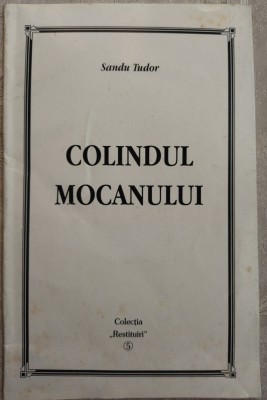 Sandu Tudor
COLINDUL
MOCANULUI
Colecția
„Restituiri”
5